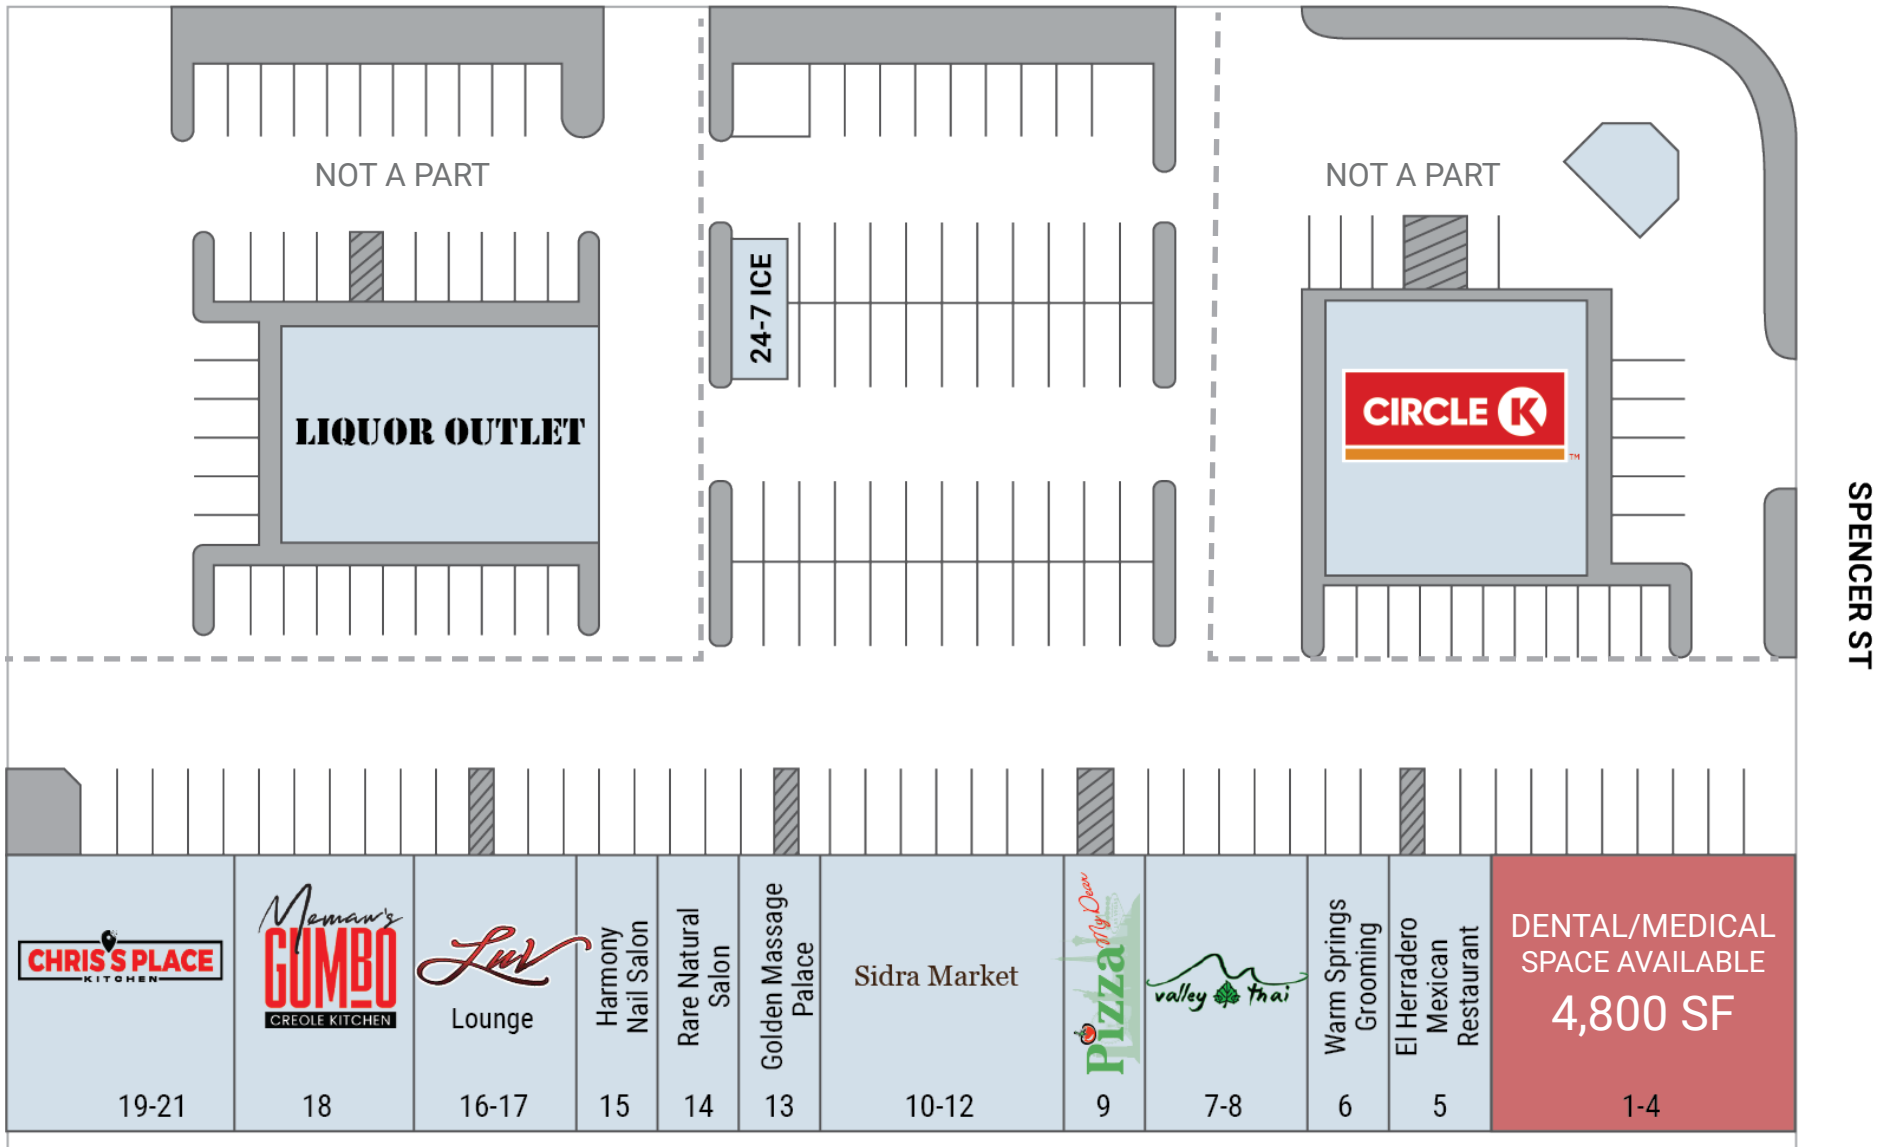 NOT A PART
NOT A PART
24-7 ICE
LIQUOR OUTLET
CIRCLE K
TM
SPENCER ST
CHRIS'S PLACE
KITCHEN
19-21
Memaw's
GUMBO
CREOLE KITCHEN
18
Luv
Lounge
16-17
Harmony
Nail Salon
15
Rare Natural
Salon
14
Golden Massage
Palace
13
Sidra Market
10-12
My Dear
Pizza
9
valley thai
7-8
Warm Springs
Grooming
6
El Herradero
Mexican
Restaurant
5
DENTAL/MEDICAL
SPACE AVAILABLE
4,800 SF
1-4